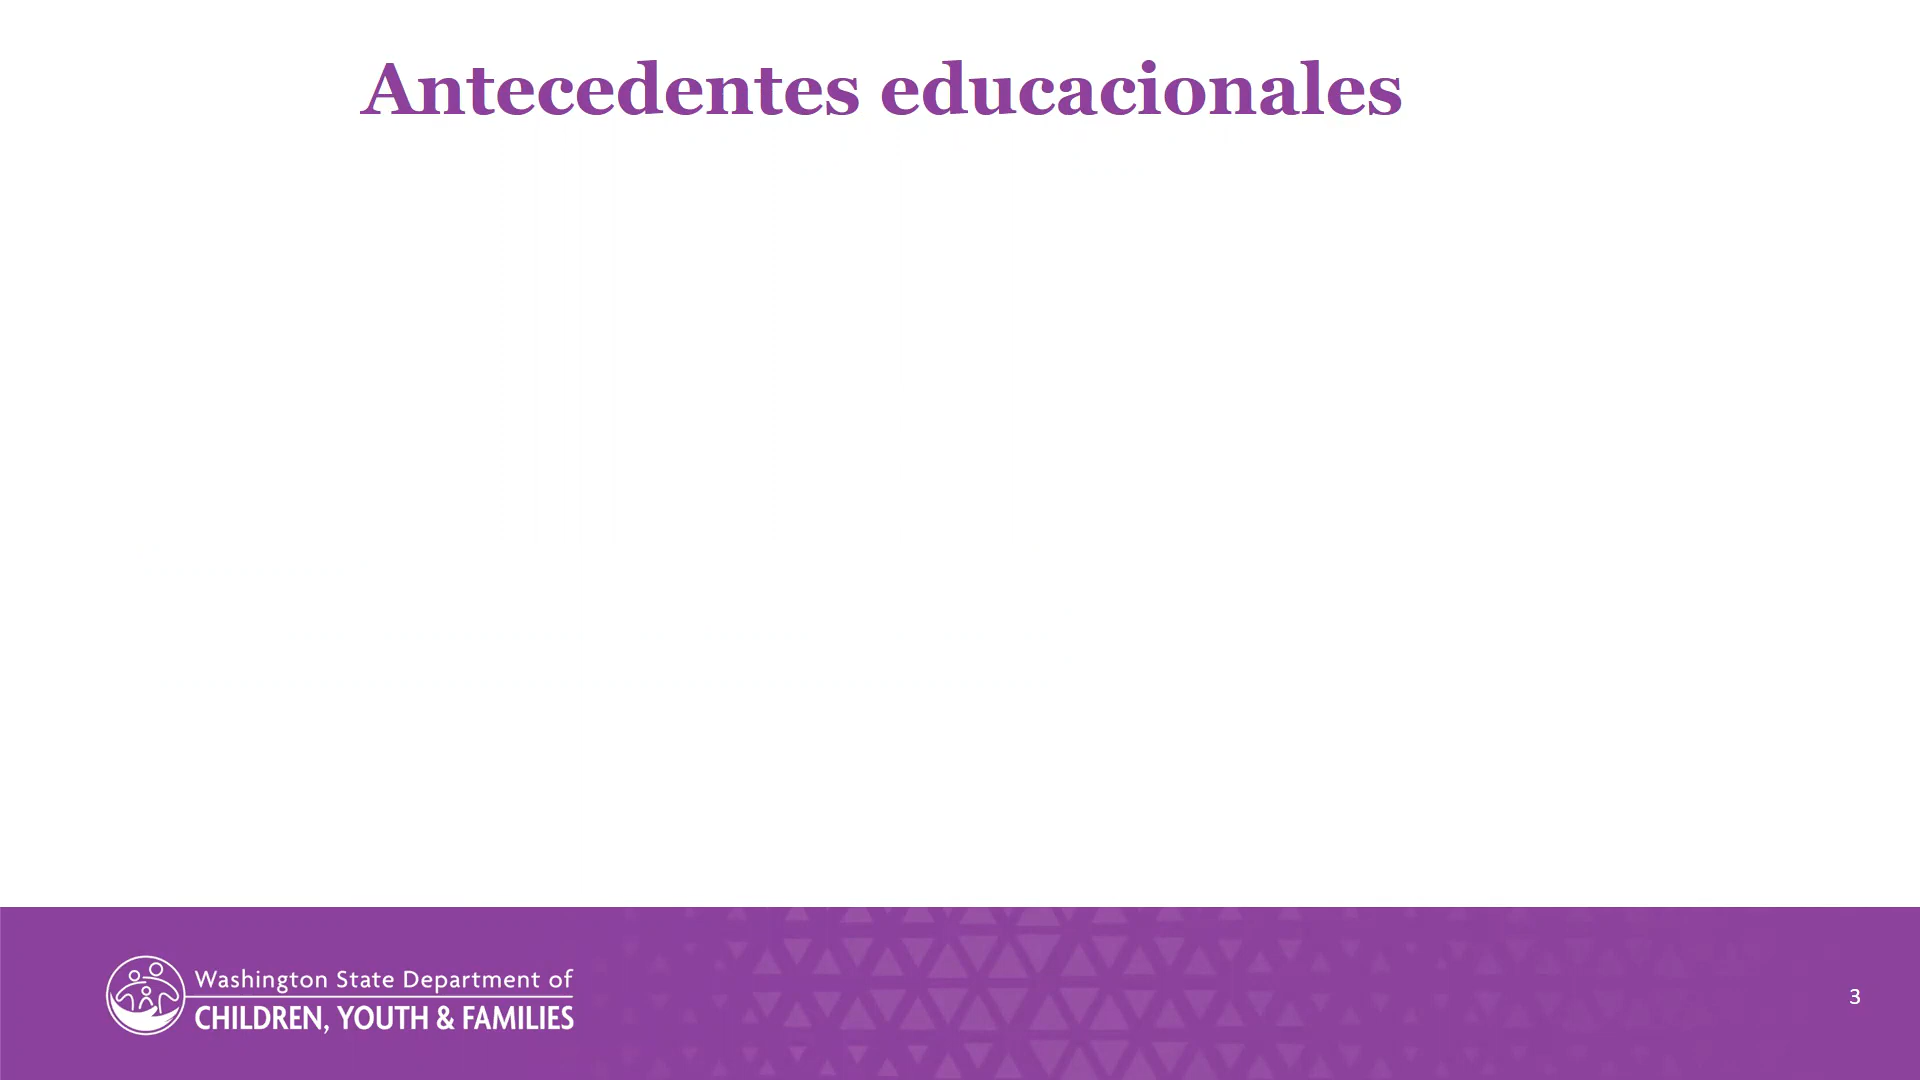 Antecedentes educacionales
Washington State Department of
CHILDREN, YOUTH & FAMILIES
3